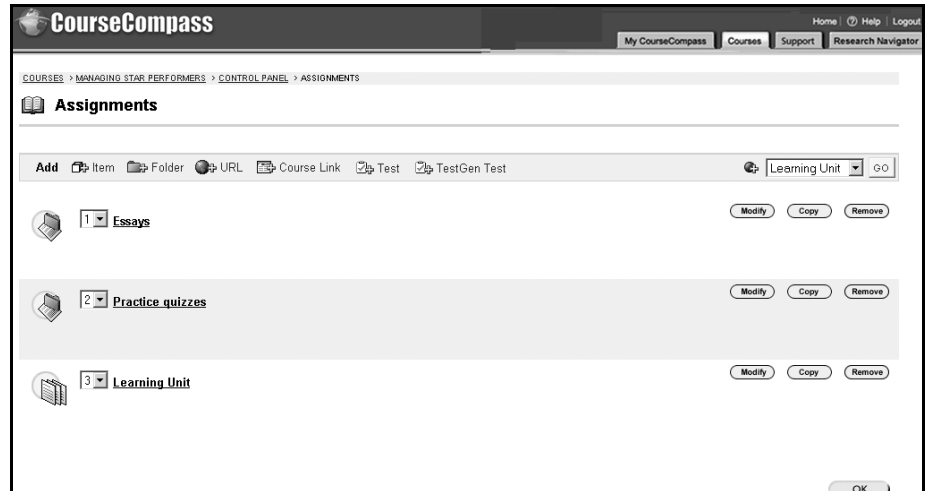 CourseCompass
Home | Help | Logout
My CourseCompass Courses Support Research Navigator
COURSES > MANAGING STAR PERFORMERS > CONTROL PANEL > ASSIGNMENTS
Assignments
Add Item Folder URL Course Link Test TestGen Test Learning Unit GO
1 Essays Modify Copy Remove
2 Practice quizzes Modify Copy Remove
3 Learning Unit Modify Copy Remove
OK